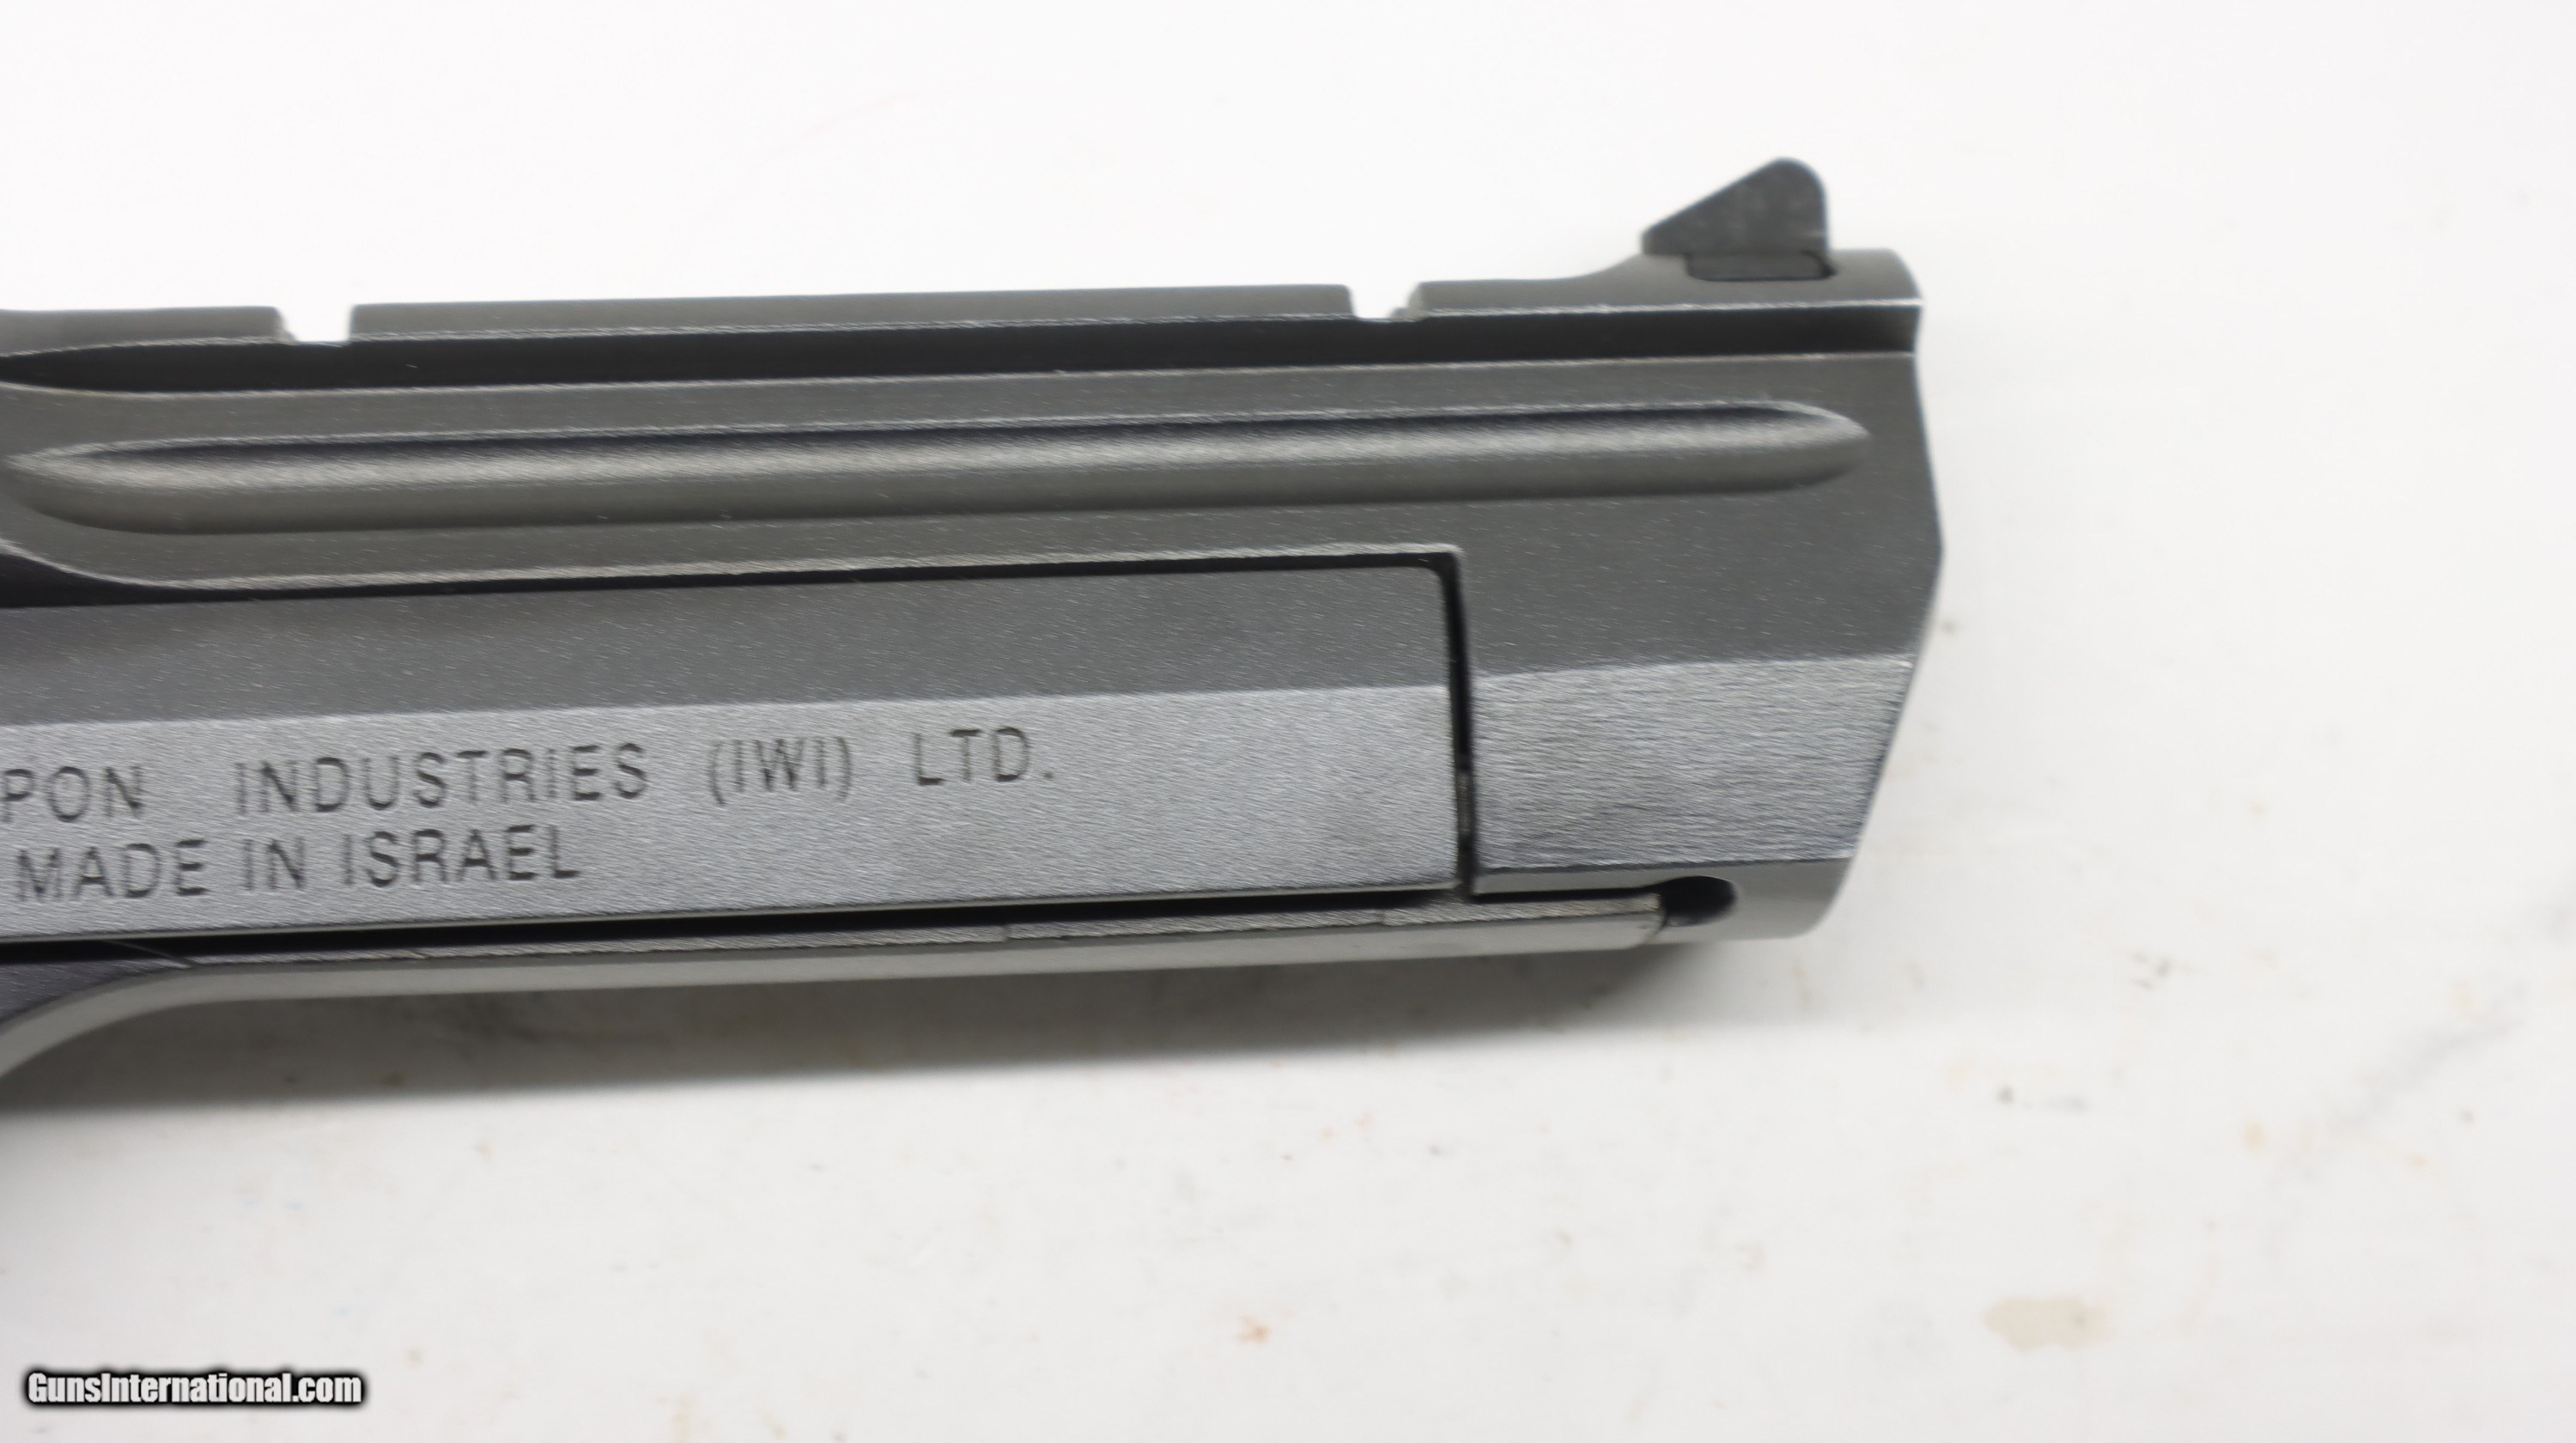 PON INDUSTRIES (IWI) LTD.
MADE IN ISRAEL
GunsInternational.com